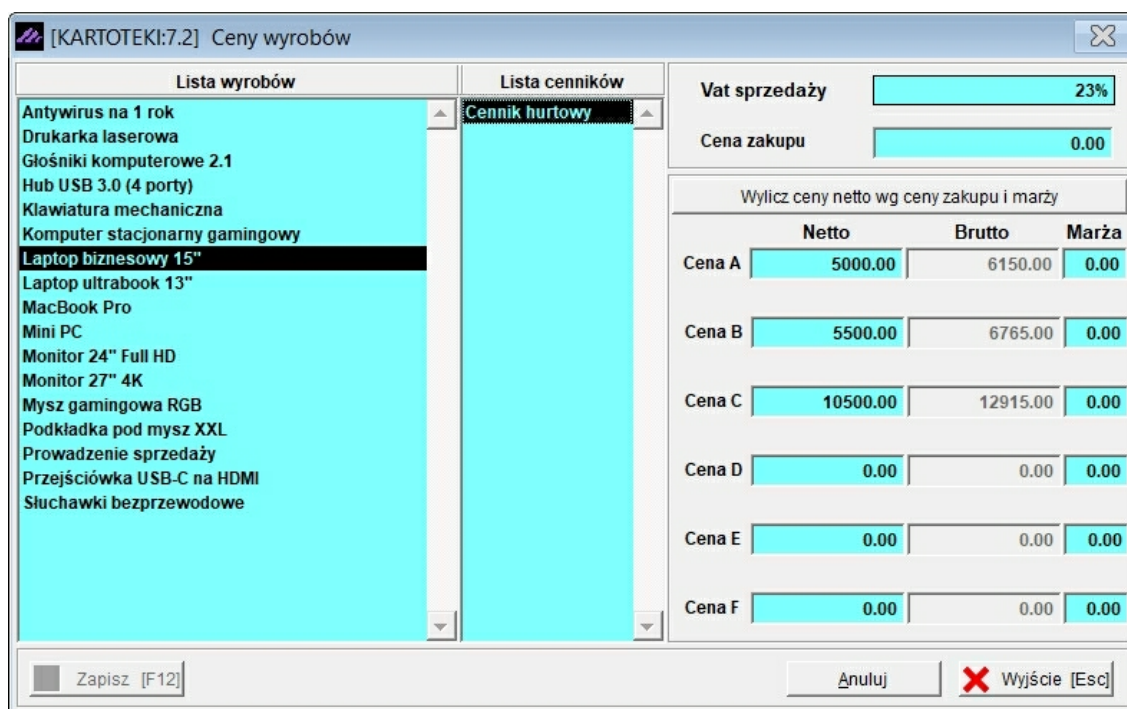 [KARTOTEKI:7.2] Ceny wyrobów
Lista wyrobów
Antywirus na 1 rok
Drukarka laserowa
Głośniki komputerowe 2.1
Hub USB 3.0 (4 porty)
Klawiatura mechaniczna
Komputer stacjonarny gamingowy
Laptop biznesowy 15"
Laptop ultrabook 13"
MacBook Pro
Mini PC
Monitor 24" Full HD
Monitor 27" 4K
Mysz gamingowa RGB
Podkładka pod mysz XXL
Prowadzenie sprzedaży
Przejściówka USB-C na HDMI
Słuchawki bezprzewodowe
Lista cenników
Cennik hurtowy
Vat sprzedaży 23%
Cena zakupu 0.00
Wylicz ceny netto wg ceny zakupu i marży
Netto Brutto Marża
Cena A 5000.00 6150.00 0.00
Cena B 5500.00 6765.00 0.00
Cena C 10500.00 12915.00 0.00
Cena D 0.00 0.00 0.00
Cena E 0.00 0.00 0.00
Cena F 0.00 0.00 0.00
Zapisz [F12] Anuluj Wyjście [Esc]